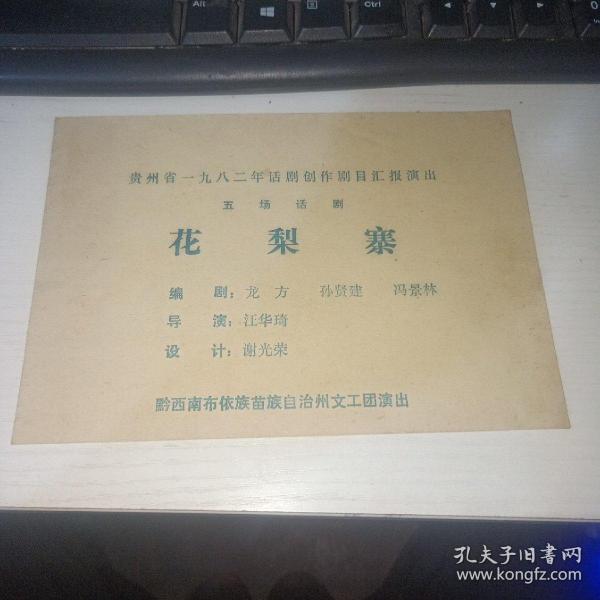 Alt
Ctrl
贵州省一九八二年话剧创作剧目汇报演出
五场话剧
花梨寨
编剧：龙方 孙贤建 冯景林
导演：汪华琦
设计：谢光荣
黔西南布依族苗族自治州文工团演出
孔夫子旧书网
www.kongfz.com